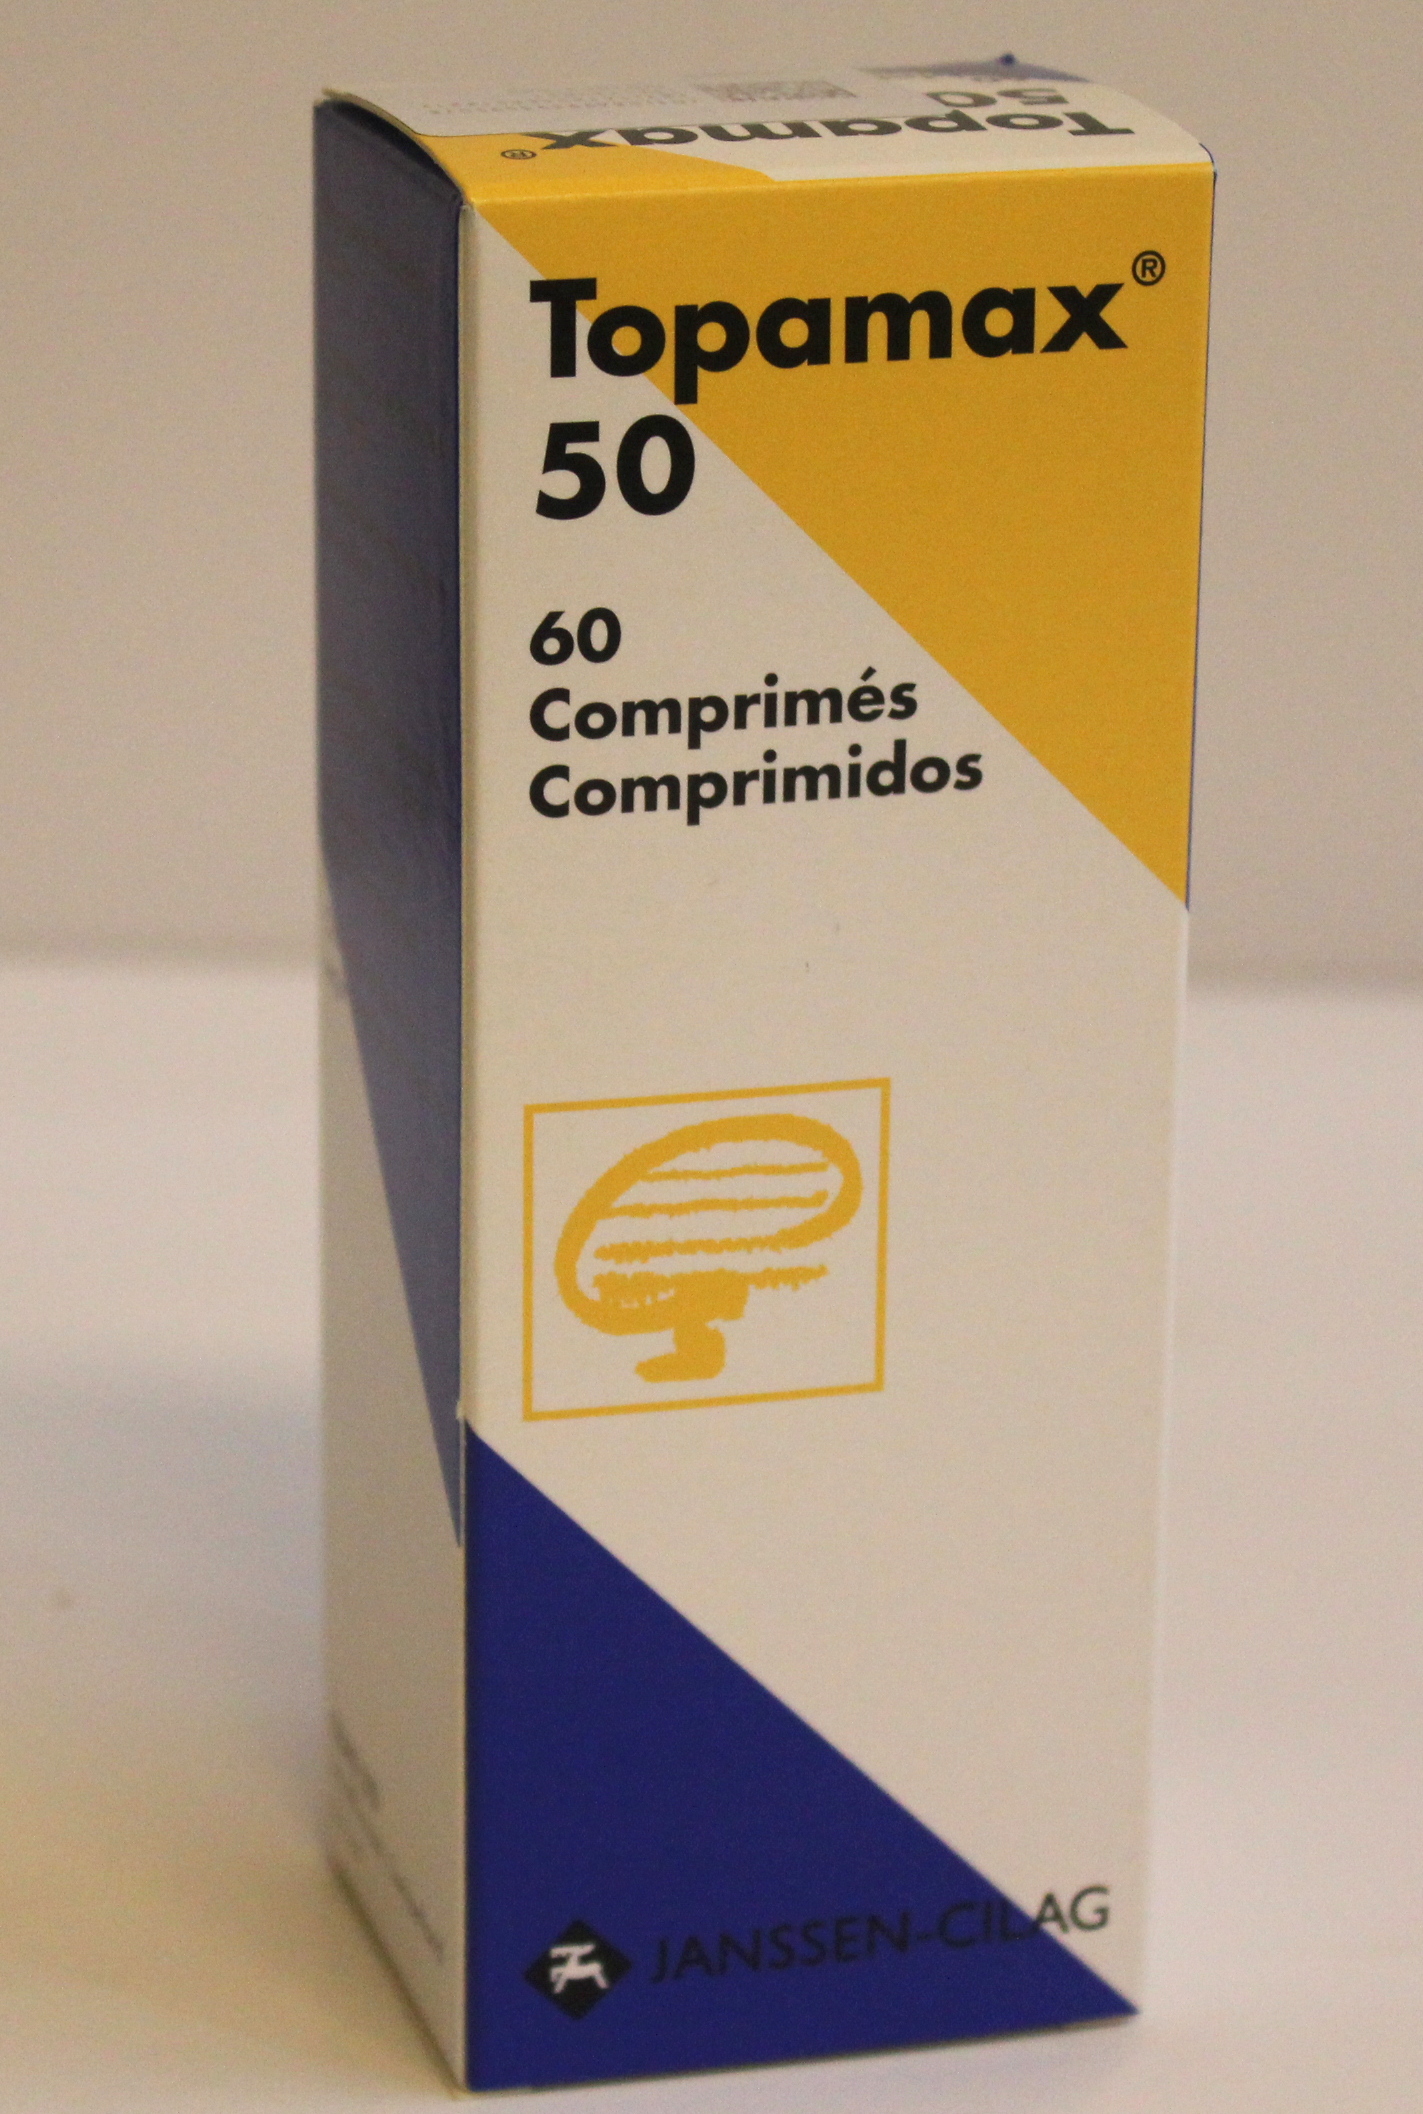 Topamax®
50
Topamax®
50
60
Comprimés
Comprimidos
JANSSEN-CILAG